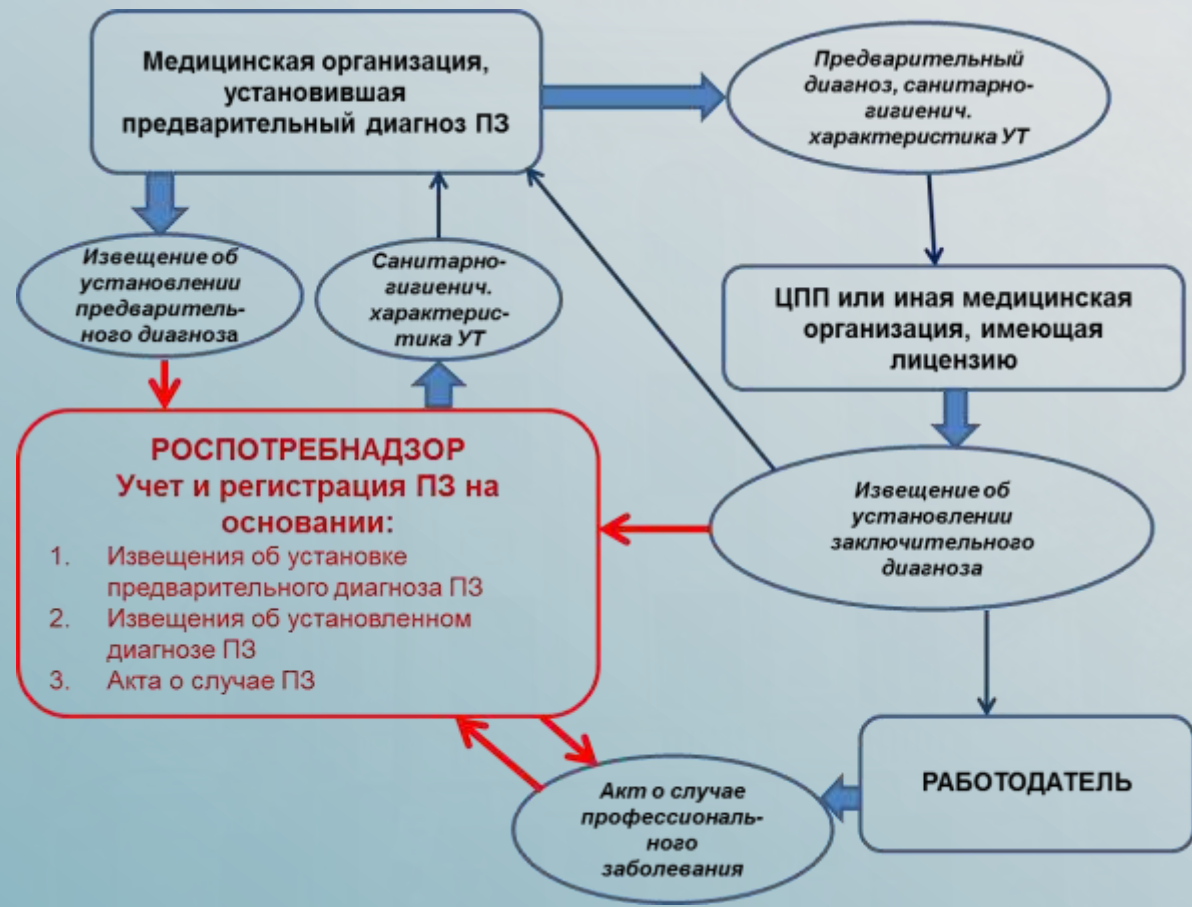 Медицинская организация,
установившая
предварительный диагноз ПЗ
Предварительный
диагноз, санитарно-
гигиенич.
характеристика УТ
Извещение об
установлении
предваритель-
ного диагноза
Санитарно-
гигиенич.
характерис-
тика УТ
ЦПП или иная медицинская
организация, имеющая
лицензию
РОСПОТРЕБНАДЗОР
Учет и регистрация ПЗ на
основании:
1. Извещения об установке
предварительного диагноза ПЗ
2. Извещения об установленном
диагнозе ПЗ
3. Акта о случае ПЗ
Извещение об
установлении
заключительного
диагноза
Акт о случае
профессиональ-
ного
заболевания
РАБОТОДАТЕЛЬ